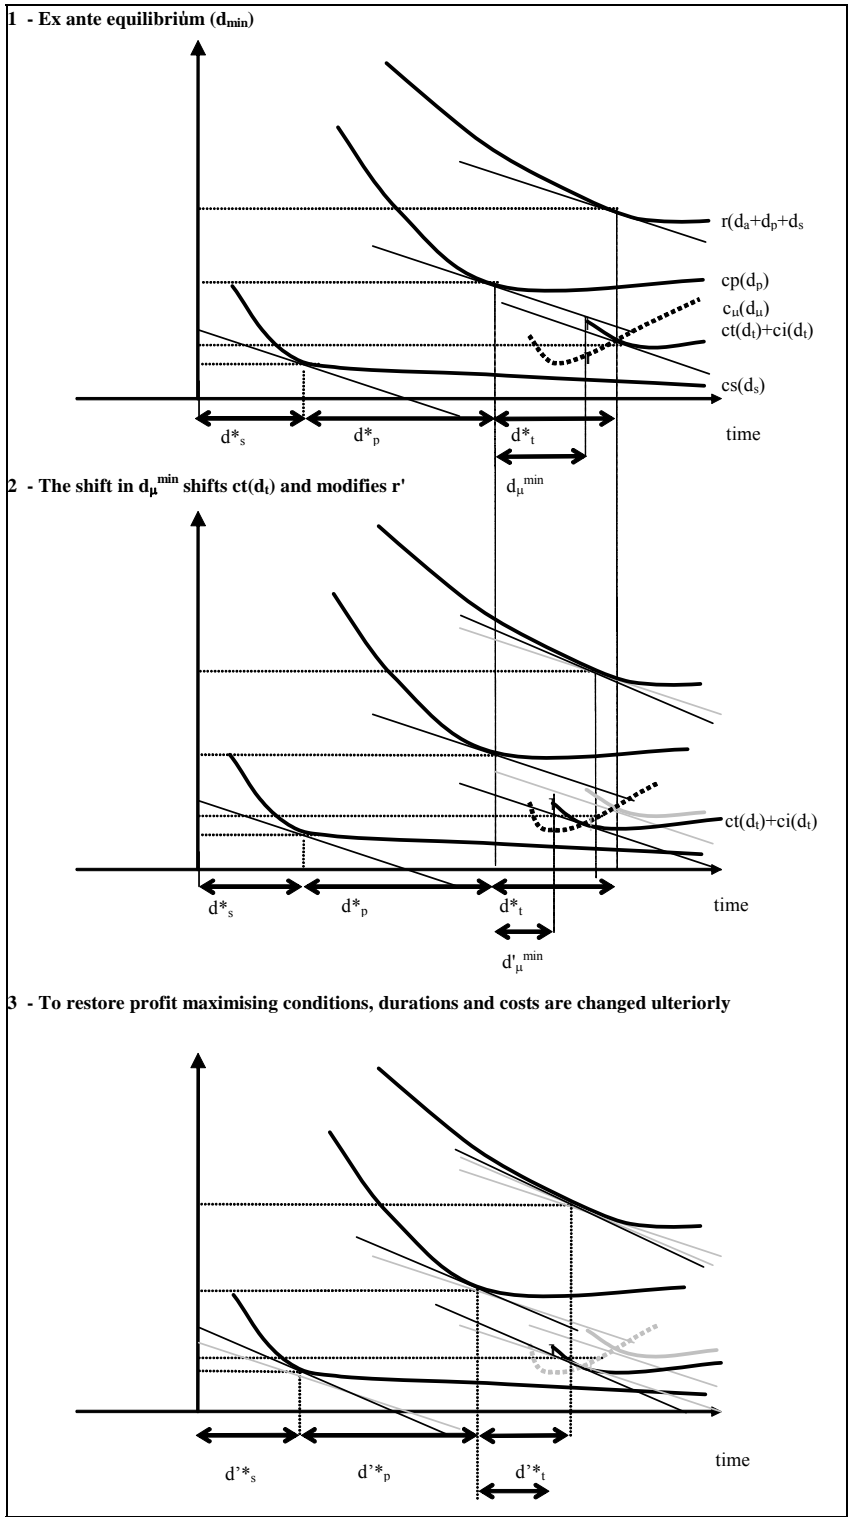 1 - Ex ante equilibrium (dmin)
r(da+dp+ds
cp(dp)
cμ(dμ)
ct(dt)+ci(dt)
cs(ds)
d*s
d*p
d*t
time
dμmin
2 - The shift in dμmin shifts ct(dt) and modifies r'
ct(dt)+ci(dt)
d*s
d*p
d*t
time
d'μmin
3 - To restore profit maximising conditions, durations and costs are changed ulteriorly
time
d’*s
d’*p
d’*t